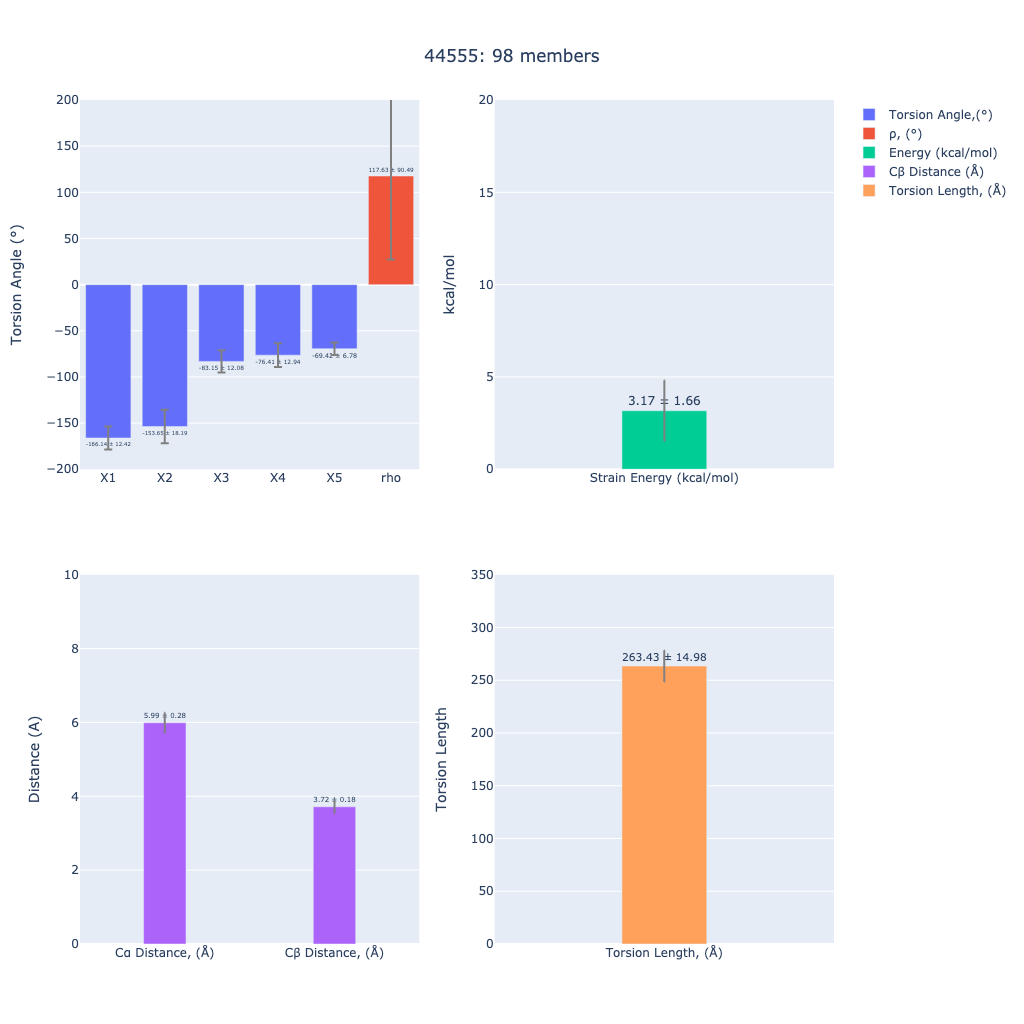 44555: 98 members
Torsion Angle (°)
200
150
100
50
0
−50
−100
−150
−200
117.63 ± 90.49
-166.14 ± 12.42
-153.65 ± 18.19
-83.15 ± 12.08
-76.41 ± 12.94
-69.42 ± 6.78
X1 X2 X3 X4 X5 rho
kcal/mol
20
15
10
5
0
3.17 ± 1.66
Strain Energy (kcal/mol)
Torsion Angle,(°)
ρ, (°)
Energy (kcal/mol)
Cβ Distance (Å)
Torsion Length, (Å)
Distance (A)
10
8
6
4
2
0
5.99 ± 0.28
3.72 ± 0.18
Cα Distance, (Å) Cβ Distance, (Å)
Torsion Length
350
300
250
200
150
100
50
0
263.43 ± 14.98
Torsion Length, (Å)